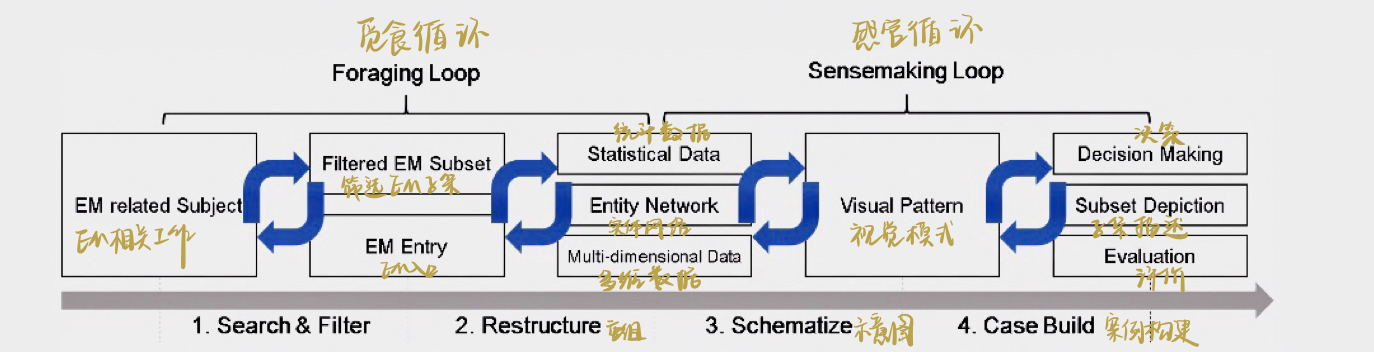 觅食循环
感官循环
Foraging Loop
Sensemaking Loop
EM related Subject
EM相关工作
Filtered EM Subset
筛选EM子集
EM Entry
EM入口
统计数据
Statistical Data
Entity Network
实体网络
Multi-dimensional Data
多维数据
Visual Pattern
视觉模式
决策
Decision Making
Subset Depiction
子集描述
Evaluation
评价
1. Search & Filter
2. Restructure 重组
3. Schematize 示意图
4. Case Build 案例构建